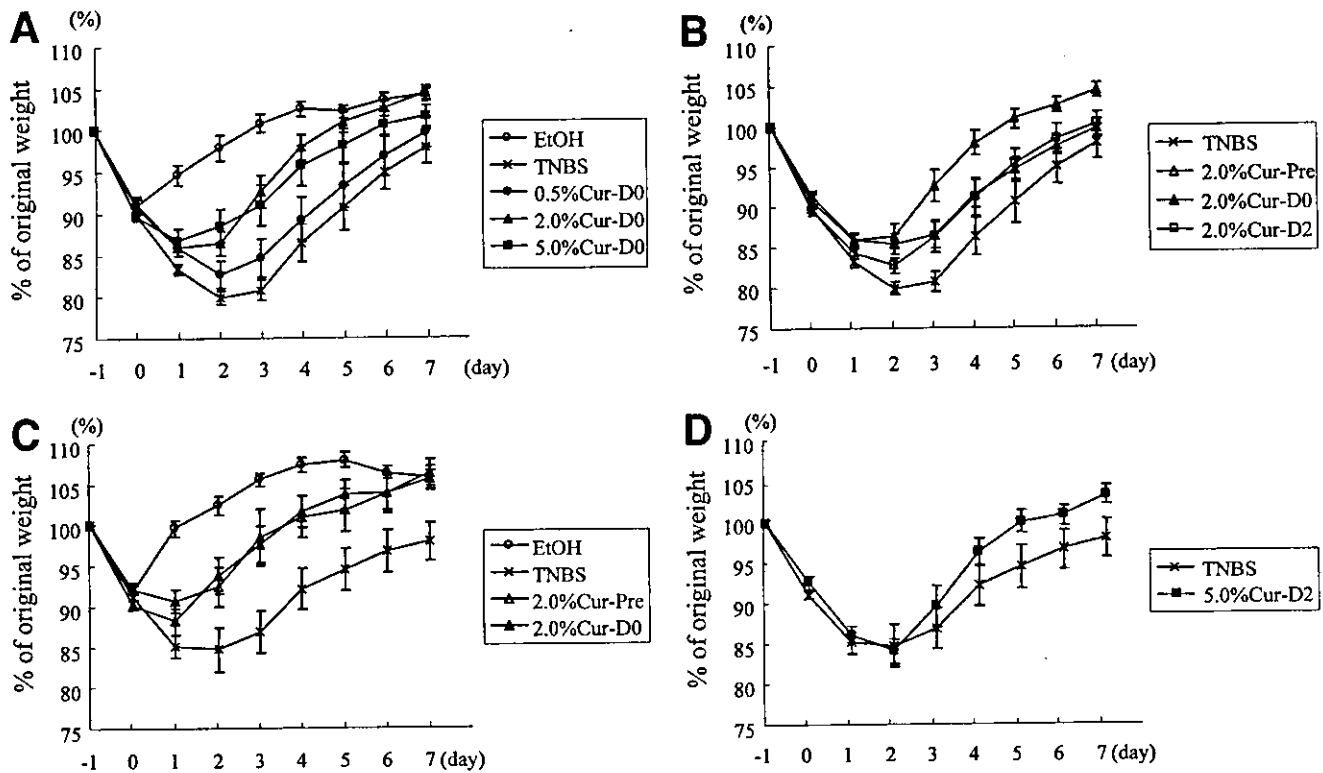 A
(%)
% of original weight
110
105
100
95
90
85
80
75
-1 0 1 2 3 4 5 6 7 (day)
EtOH
TNBS
0.5%Cur-D0
2.0%Cur-D0
5.0%Cur-D0
B
(%)
% of original weight
110
105
100
95
90
85
80
75
-1 0 1 2 3 4 5 6 7 (day)
TNBS
2.0%Cur-Pre
2.0%Cur-D0
2.0%Cur-D2
C
(%)
% of original weight
110
105
100
95
90
85
80
75
-1 0 1 2 3 4 5 6 7 (day)
EtOH
TNBS
2.0%Cur-Pre
2.0%Cur-D0
D
(%)
% of original weight
110
105
100
95
90
85
80
75
-1 0 1 2 3 4 5 6 7 (day)
TNBS
5.0%Cur-D2